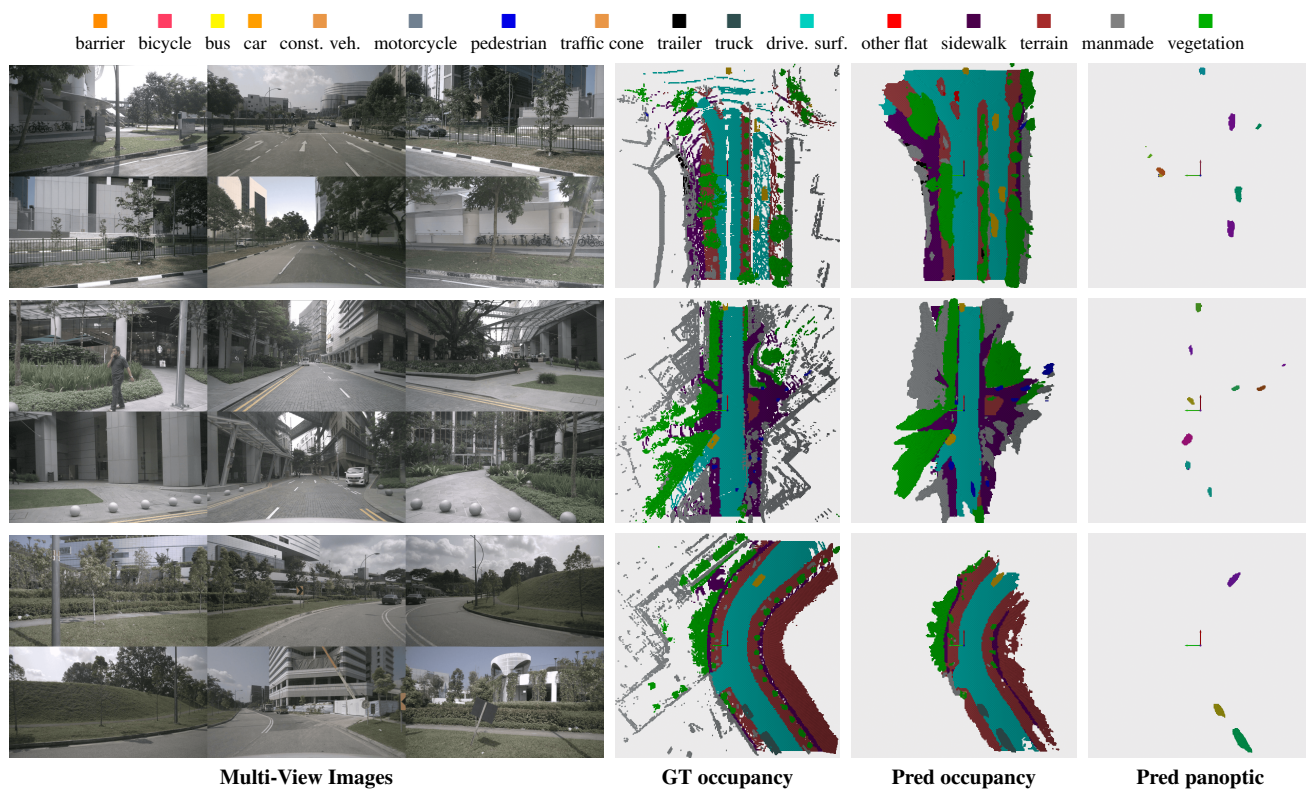 barrier bicycle bus car const. veh. motorcycle pedestrian traffic cone trailer truck drive. surf. other flat sidewalk terrain manmade vegetation
Multi-View Images GT occupancy Pred occupancy Pred panoptic